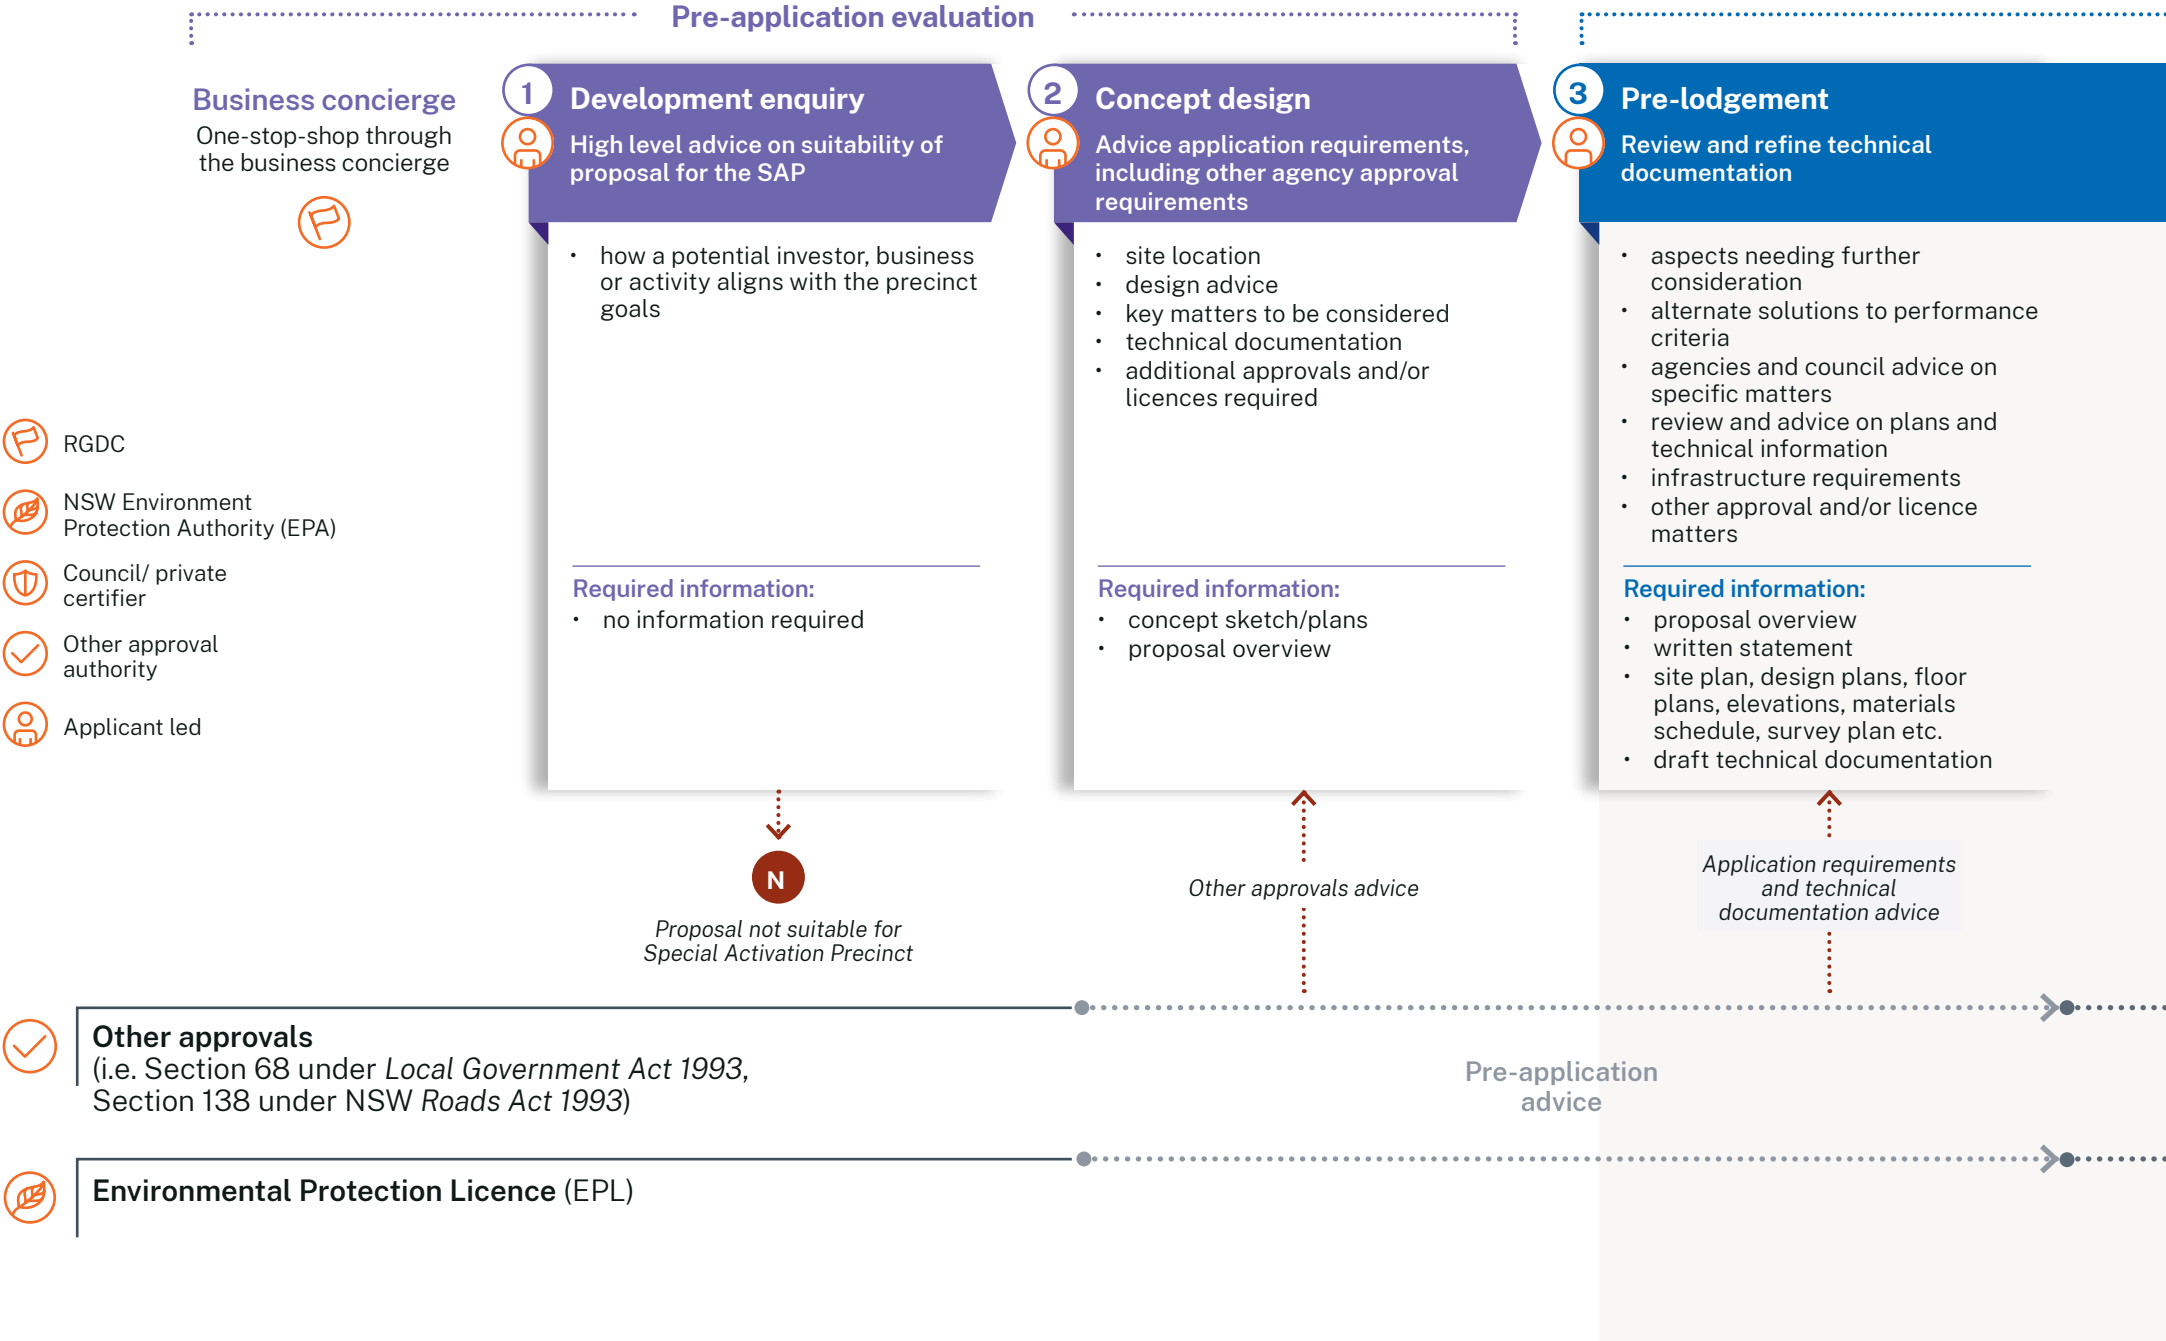 Pre-application evaluation
Business concierge
One-stop-shop through
the business concierge
1
Development enquiry
High level advice on suitability of
proposal for the SAP
• how a potential investor, business
or activity aligns with the precinct
goals
Required information:
• no information required
N
Proposal not suitable for
Special Activation Precinct
2
Concept design
Advice application requirements,
including other agency approval
requirements
• site location
• design advice
• key matters to be considered
• technical documentation
• additional approvals and/or
licences required
Required information:
• concept sketch/plans
• proposal overview
Other approvals advice
3
Pre-lodgement
Review and refine technical
documentation
• aspects needing further
consideration
• alternate solutions to performance
criteria
• agencies and council advice on
specific matters
• review and advice on plans and
technical information
• infrastructure requirements
• other approval and/or licence
matters
Required information:
• proposal overview
• written statement
• site plan, design plans, floor
plans, elevations, materials
schedule, survey plan etc.
• draft technical documentation
Application requirements
and technical
documentation advice
RGDC
NSW Environment
Protection Authority (EPA)
Council/ private
certifier
Other approval
authority
Applicant led
Other approvals
(i.e. Section 68 under Local Government Act 1993,
Section 138 under NSW Roads Act 1993)
Pre-application
advice
Environmental Protection Licence (EPL)